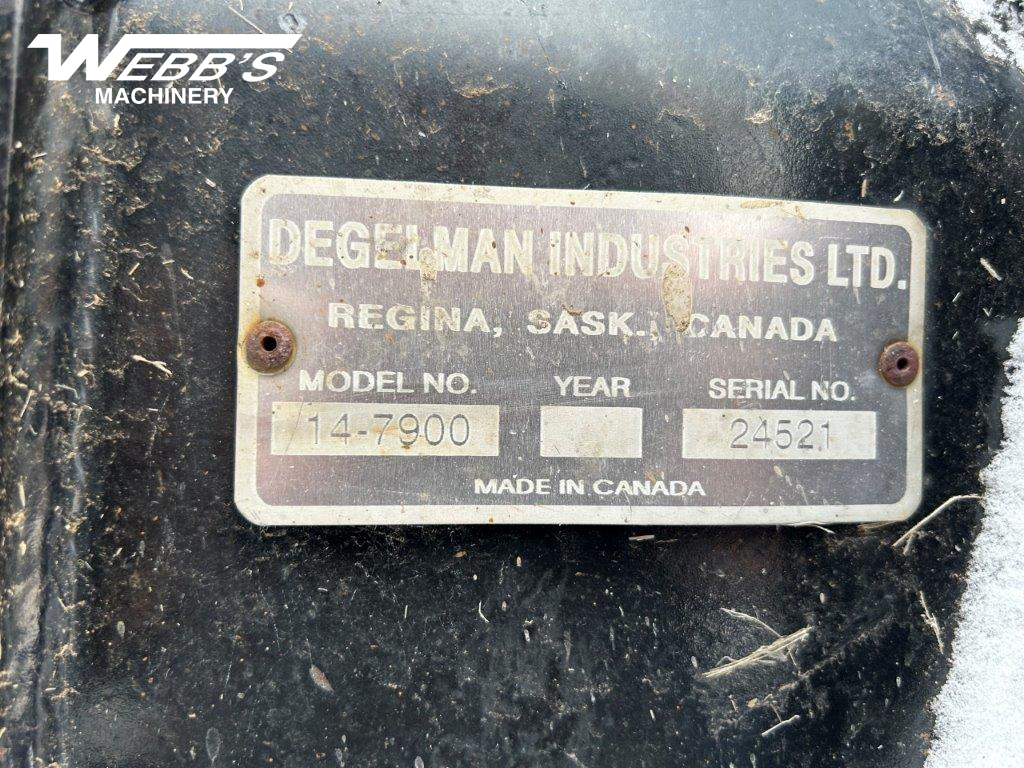 WEBB'S
MACHINERY
DEGELMAN INDUSTRIES LTD.
REGINA, SASK., CANADA
MODEL NO. YEAR SERIAL NO.
14-7900 24521
MADE IN CANADA